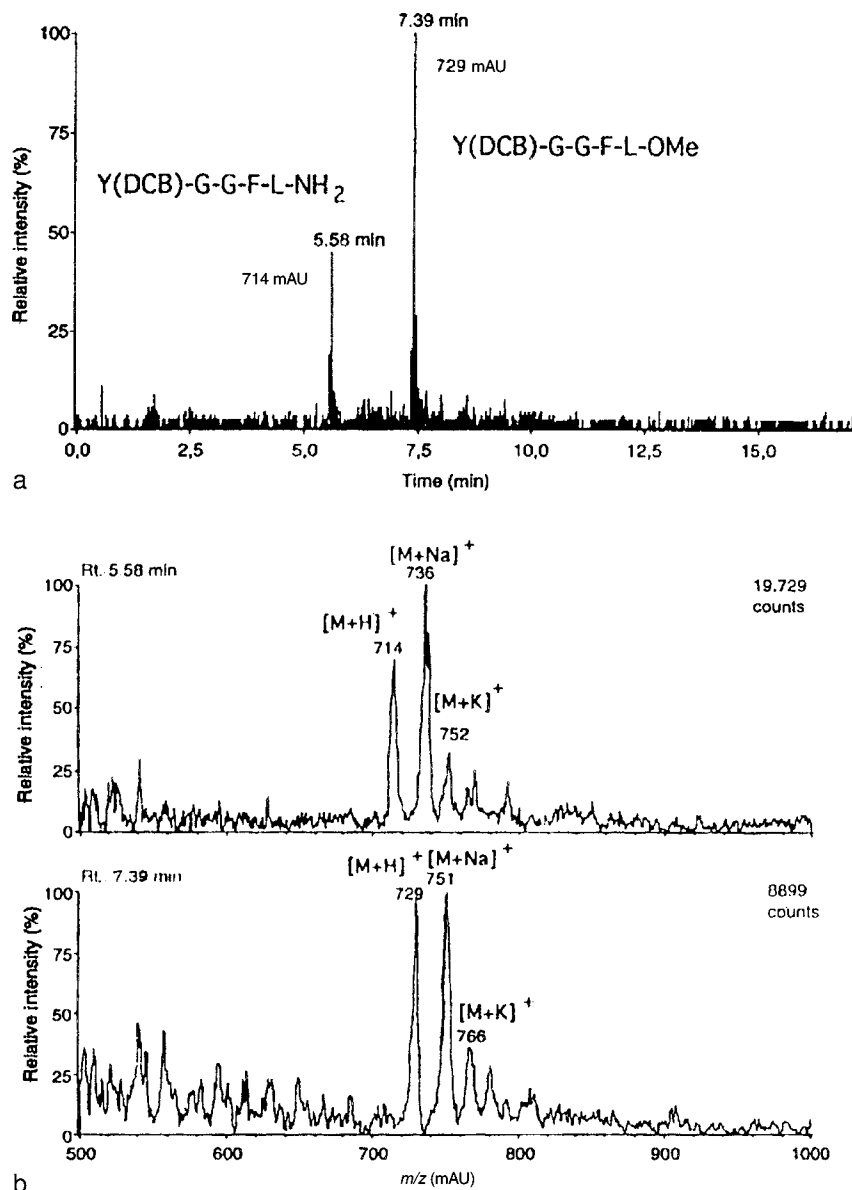 7.39 min
729 mAU
Y(DCB)-G-G-F-L-OMe
Y(DCB)-G-G-F-L-NH2
5.58 min
714 mAU
Relative intensity (%)
100
75
50
25
0
0,0 2,5 5,0 7,5 10,0 12,5 15,0
Time (min)
a
Rt. 5 58 min
[M+Na]+
736
[M+H]+
714
[M+K]+
752
19.729
counts
Relative intensity (%)
100
75
50
25
0
Rt. 7.39 min
[M+H]+ [M+Na]+
729 751
[M+K]+
766
8899
counts
Relative intensity (%)
100
75
50
25
0
500 600 700 800 900 1000
m/z (mAU)
b